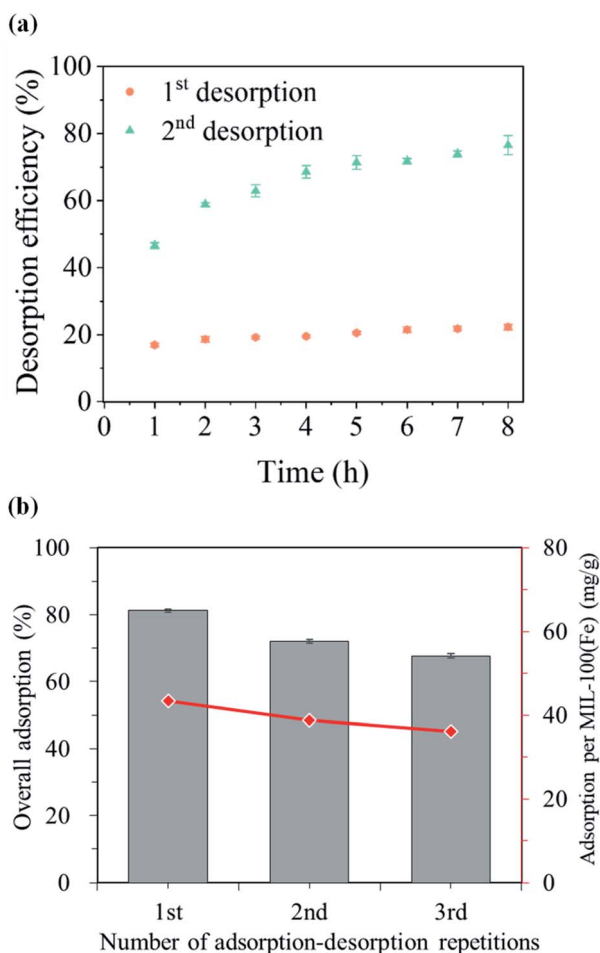 (a)
100
80
60
40
20
0
Desorption efficiency (%)
1st desorption
2nd desorption
0 1 2 3 4 5 6 7 8
Time (h)
(b)
100
80
60
40
20
0
Overall adsorption (%)
80
60
40
20
0
Adsorption per MIL-100(Fe) (mg/g)
1st 2nd 3rd
Number of adsorption-desorption repetitions